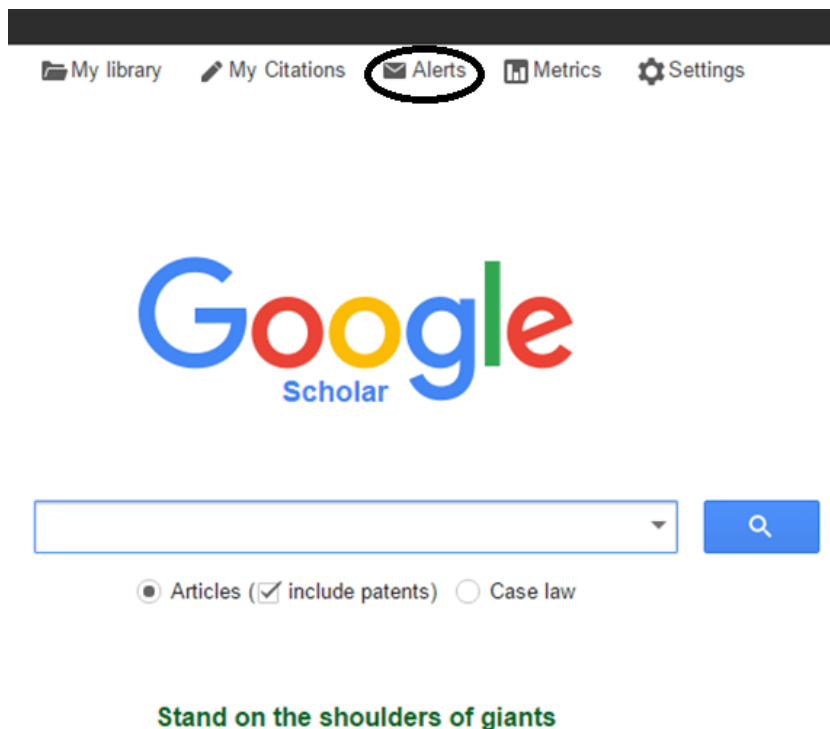 My library My Citations Alerts Metrics Settings
Google
Scholar
Articles (include patents) Case law
Stand on the shoulders of giants